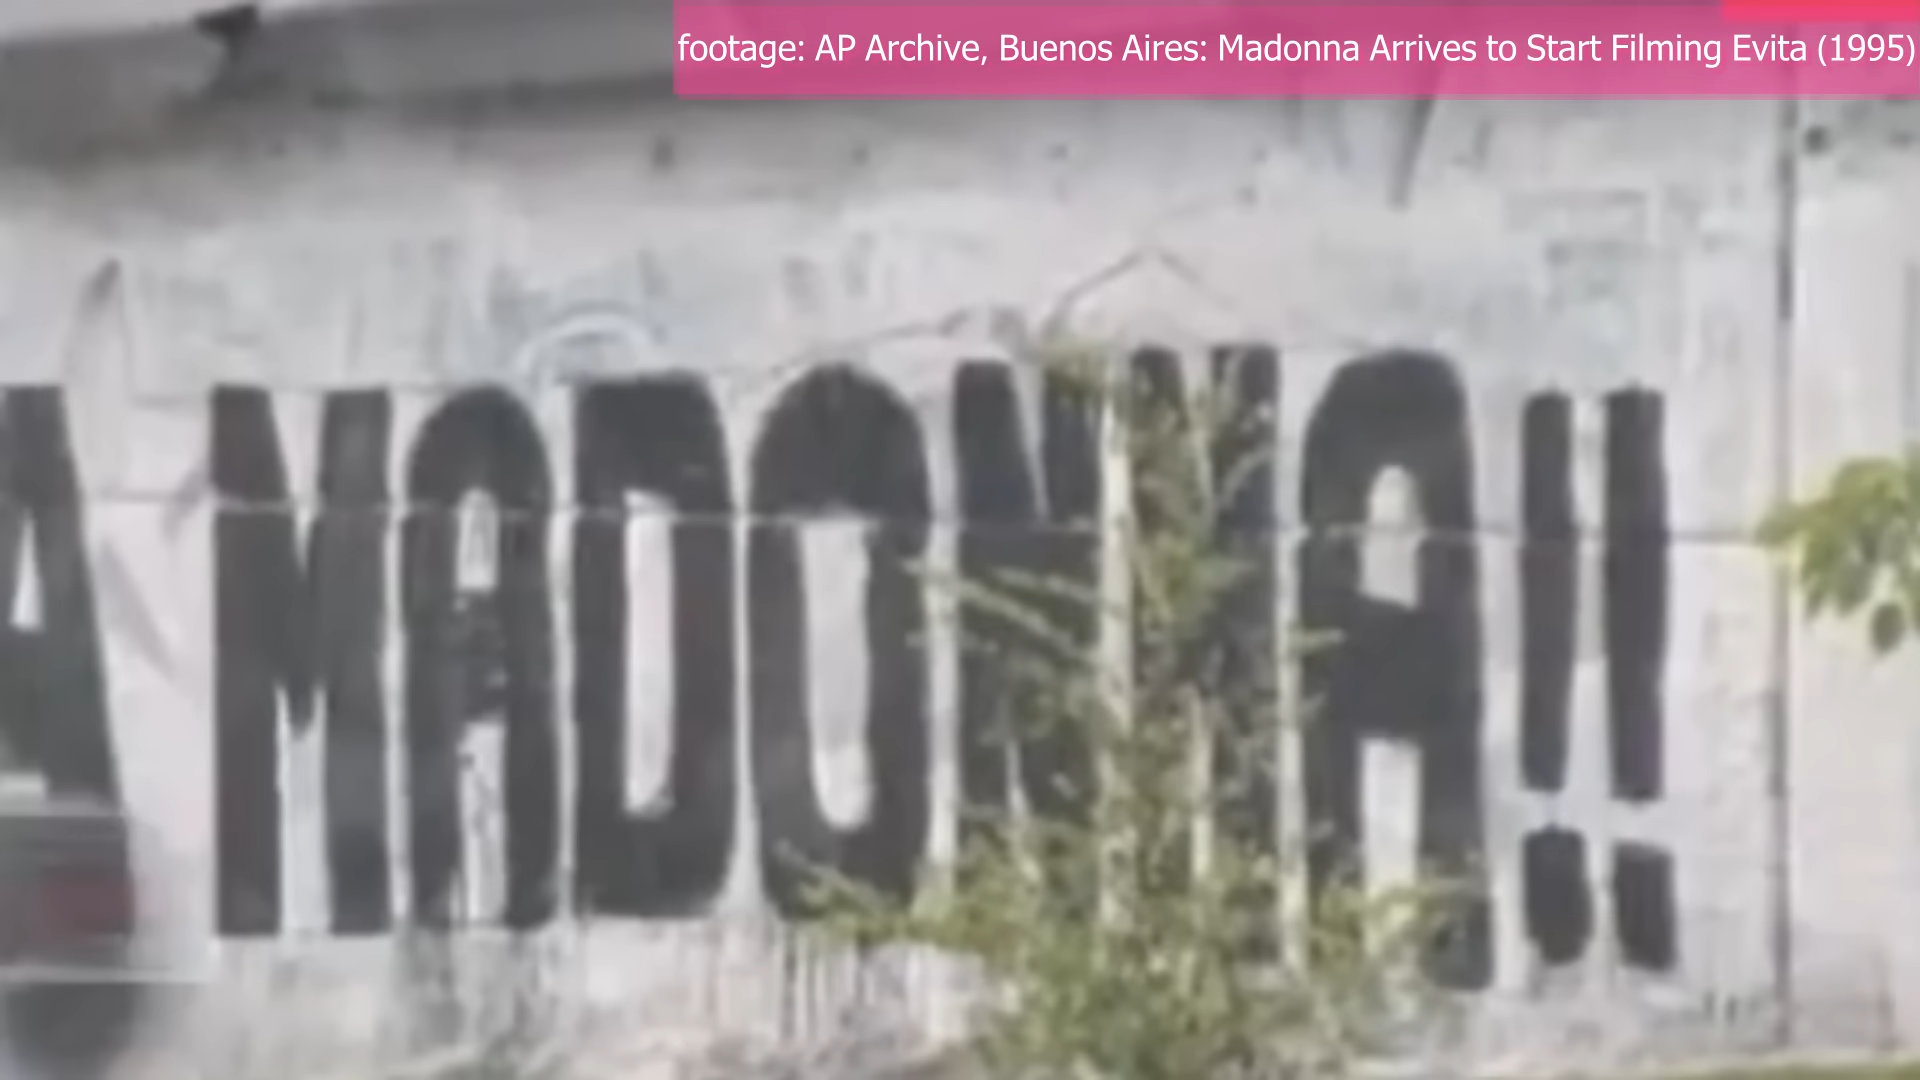 footage: AP Archive, Buenos Aires: Madonna Arrives to Start Filming Evita (1995)
A MADONNA!!